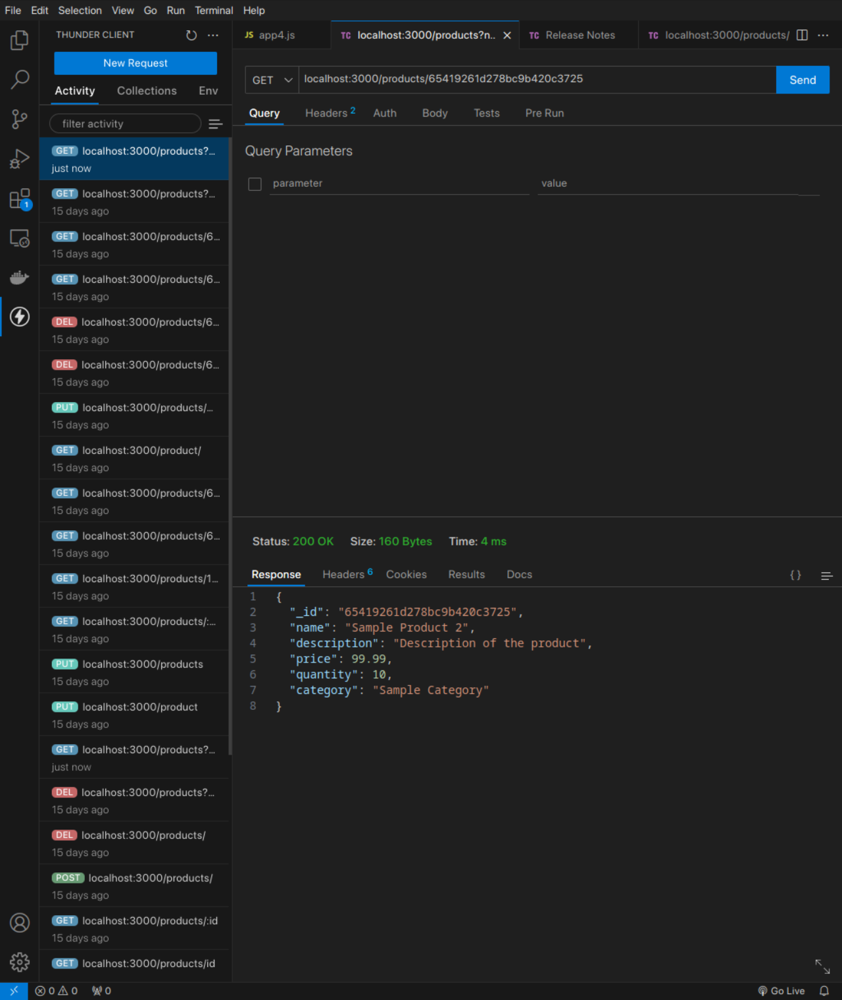 File Edit Selection View Go Run Terminal Help
THUNDER CLIENT
New Request
Activity Collections Env
filter activity
GET localhost:3000/products?...
just now
GET localhost:3000/products?...
15 days ago
GET localhost:3000/products/6...
15 days ago
GET localhost:3000/products/6...
15 days ago
DEL localhost:3000/products/6...
15 days ago
DEL localhost:3000/products/6...
15 days ago
PUT localhost:3000/products/...
15 days ago
GET localhost:3000/product/
15 days ago
GET localhost:3000/products/6...
15 days ago
GET localhost:3000/products/6...
15 days ago
GET localhost:3000/products/1...
15 days ago
GET localhost:3000/products/:...
15 days ago
PUT localhost:3000/products
15 days ago
PUT localhost:3000/product
15 days ago
GET localhost:3000/products?...
just now
DEL localhost:3000/products?...
15 days ago
DEL localhost:3000/products/
15 days ago
POST localhost:3000/products/
15 days ago
GET localhost:3000/products/:id
15 days ago
GET localhost:3000/products/id
JS app4.js
TC localhost:3000/products?n..
TC Release Notes
TC localhost:3000/products/
GET localhost:3000/products/65419261d278bc9b420c3725 Send
Query Headers 2 Auth Body Tests Pre Run
Query Parameters
parameter value
Status: 200 OK Size: 160 Bytes Time: 4 ms
Response Headers 6 Cookies Results Docs { }
1 {
2 "_id": "65419261d278bc9b420c3725",
3 "name": "Sample Product 2",
4 "description": "Description of the product",
5 "price": 99.99,
6 "quantity": 10,
7 "category": "Sample Category"
8 }
1
0 0 0
Go Live